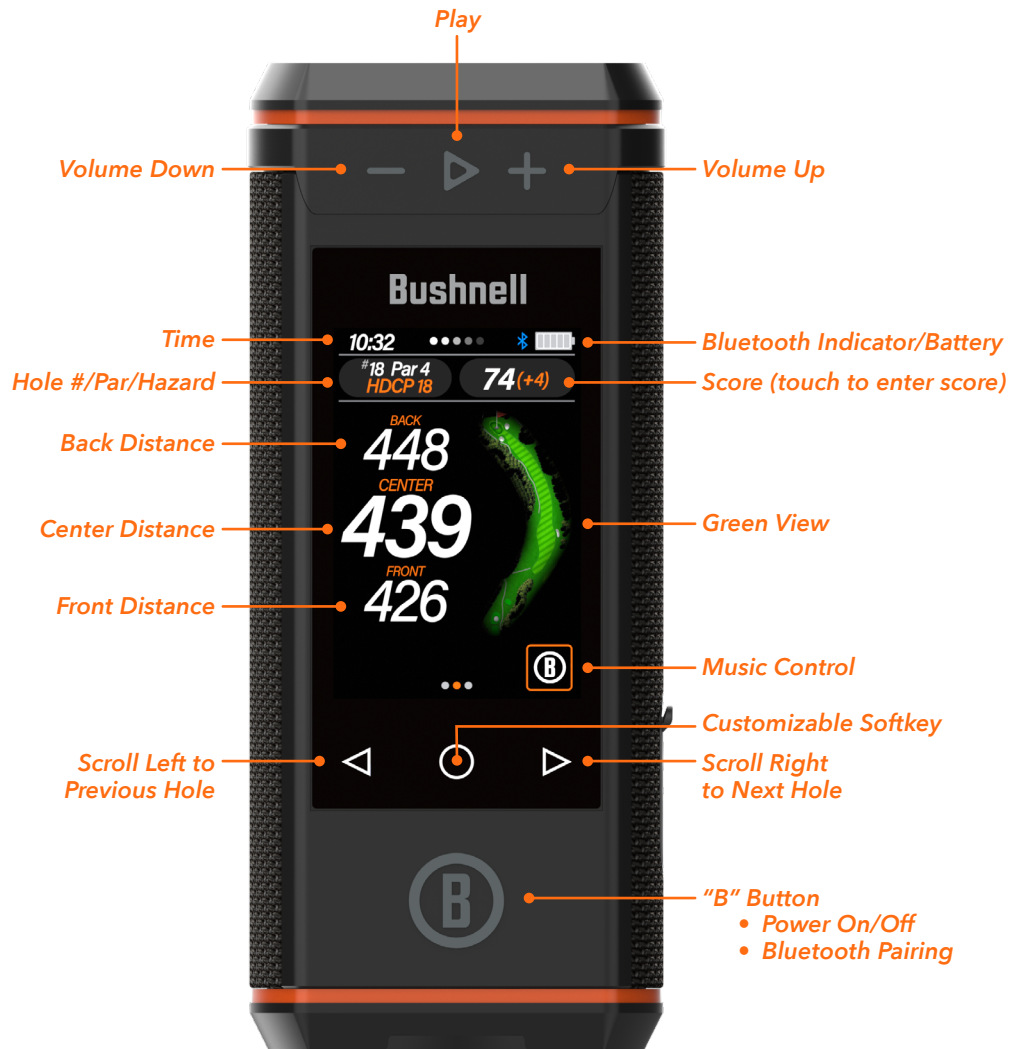 Play
Volume Down
Volume Up
Bushnell
Time
10:32
Bluetooth Indicator/Battery
Hole #/Par/Hazard
#18 Par 4
HDCP 18
74 (+4)
Score (touch to enter score)
BACK
Back Distance
448
CENTER
Center Distance
439
Green View
FRONT
Front Distance
426
B
Music Control
Customizable Softkey
Scroll Left to
Previous Hole
Scroll Right
to Next Hole
B
“B” Button
• Power On/Off
• Bluetooth Pairing